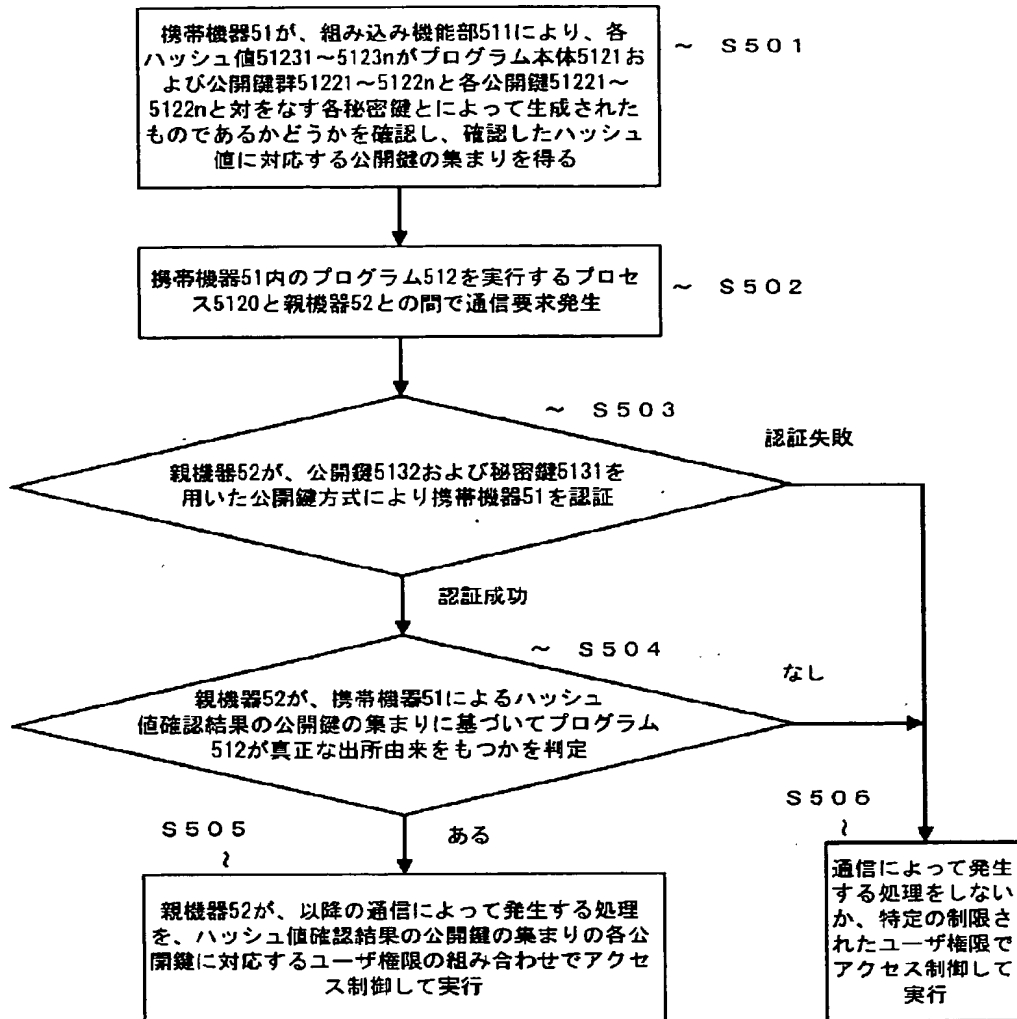 携帯機器51が、組み込み機能部511により、各
ハッシュ値51231～5123nがプログラム本体5121お
よび公開鍵群51221～5122nと各公開鍵51221～
5122nと対をなす各秘密鍵とによって生成された
ものであるかどうかを確認し、確認したハッシュ
値に対応する公開鍵の集まりを得る
～ S501
携帯機器51内のプログラム512を実行するプロセ
ス5120と親機器52との間で通信要求発生
～ S502
～ S503
認証失敗
親機器52が、公開鍵5132および秘密鍵5131を
用いた公開鍵方式により携帯機器51を認証
認証成功
～ S504
なし
親機器52が、携帯機器51によるハッシュ
値確認結果の公開鍵の集まりに基づいてプログラム
512が真正な出所由来をもつかを判定
S505
～
ある
S506
～
親機器52が、以降の通信によって発生する処理
を、ハッシュ値確認結果の公開鍵の集まりの各公
開鍵に対応するユーザ権限の組み合わせでアクセ
ス制御して実行
通信によって発生
する処理をしない
か、特定の制限さ
れたユーザ権限で
アクセス制御して
実行